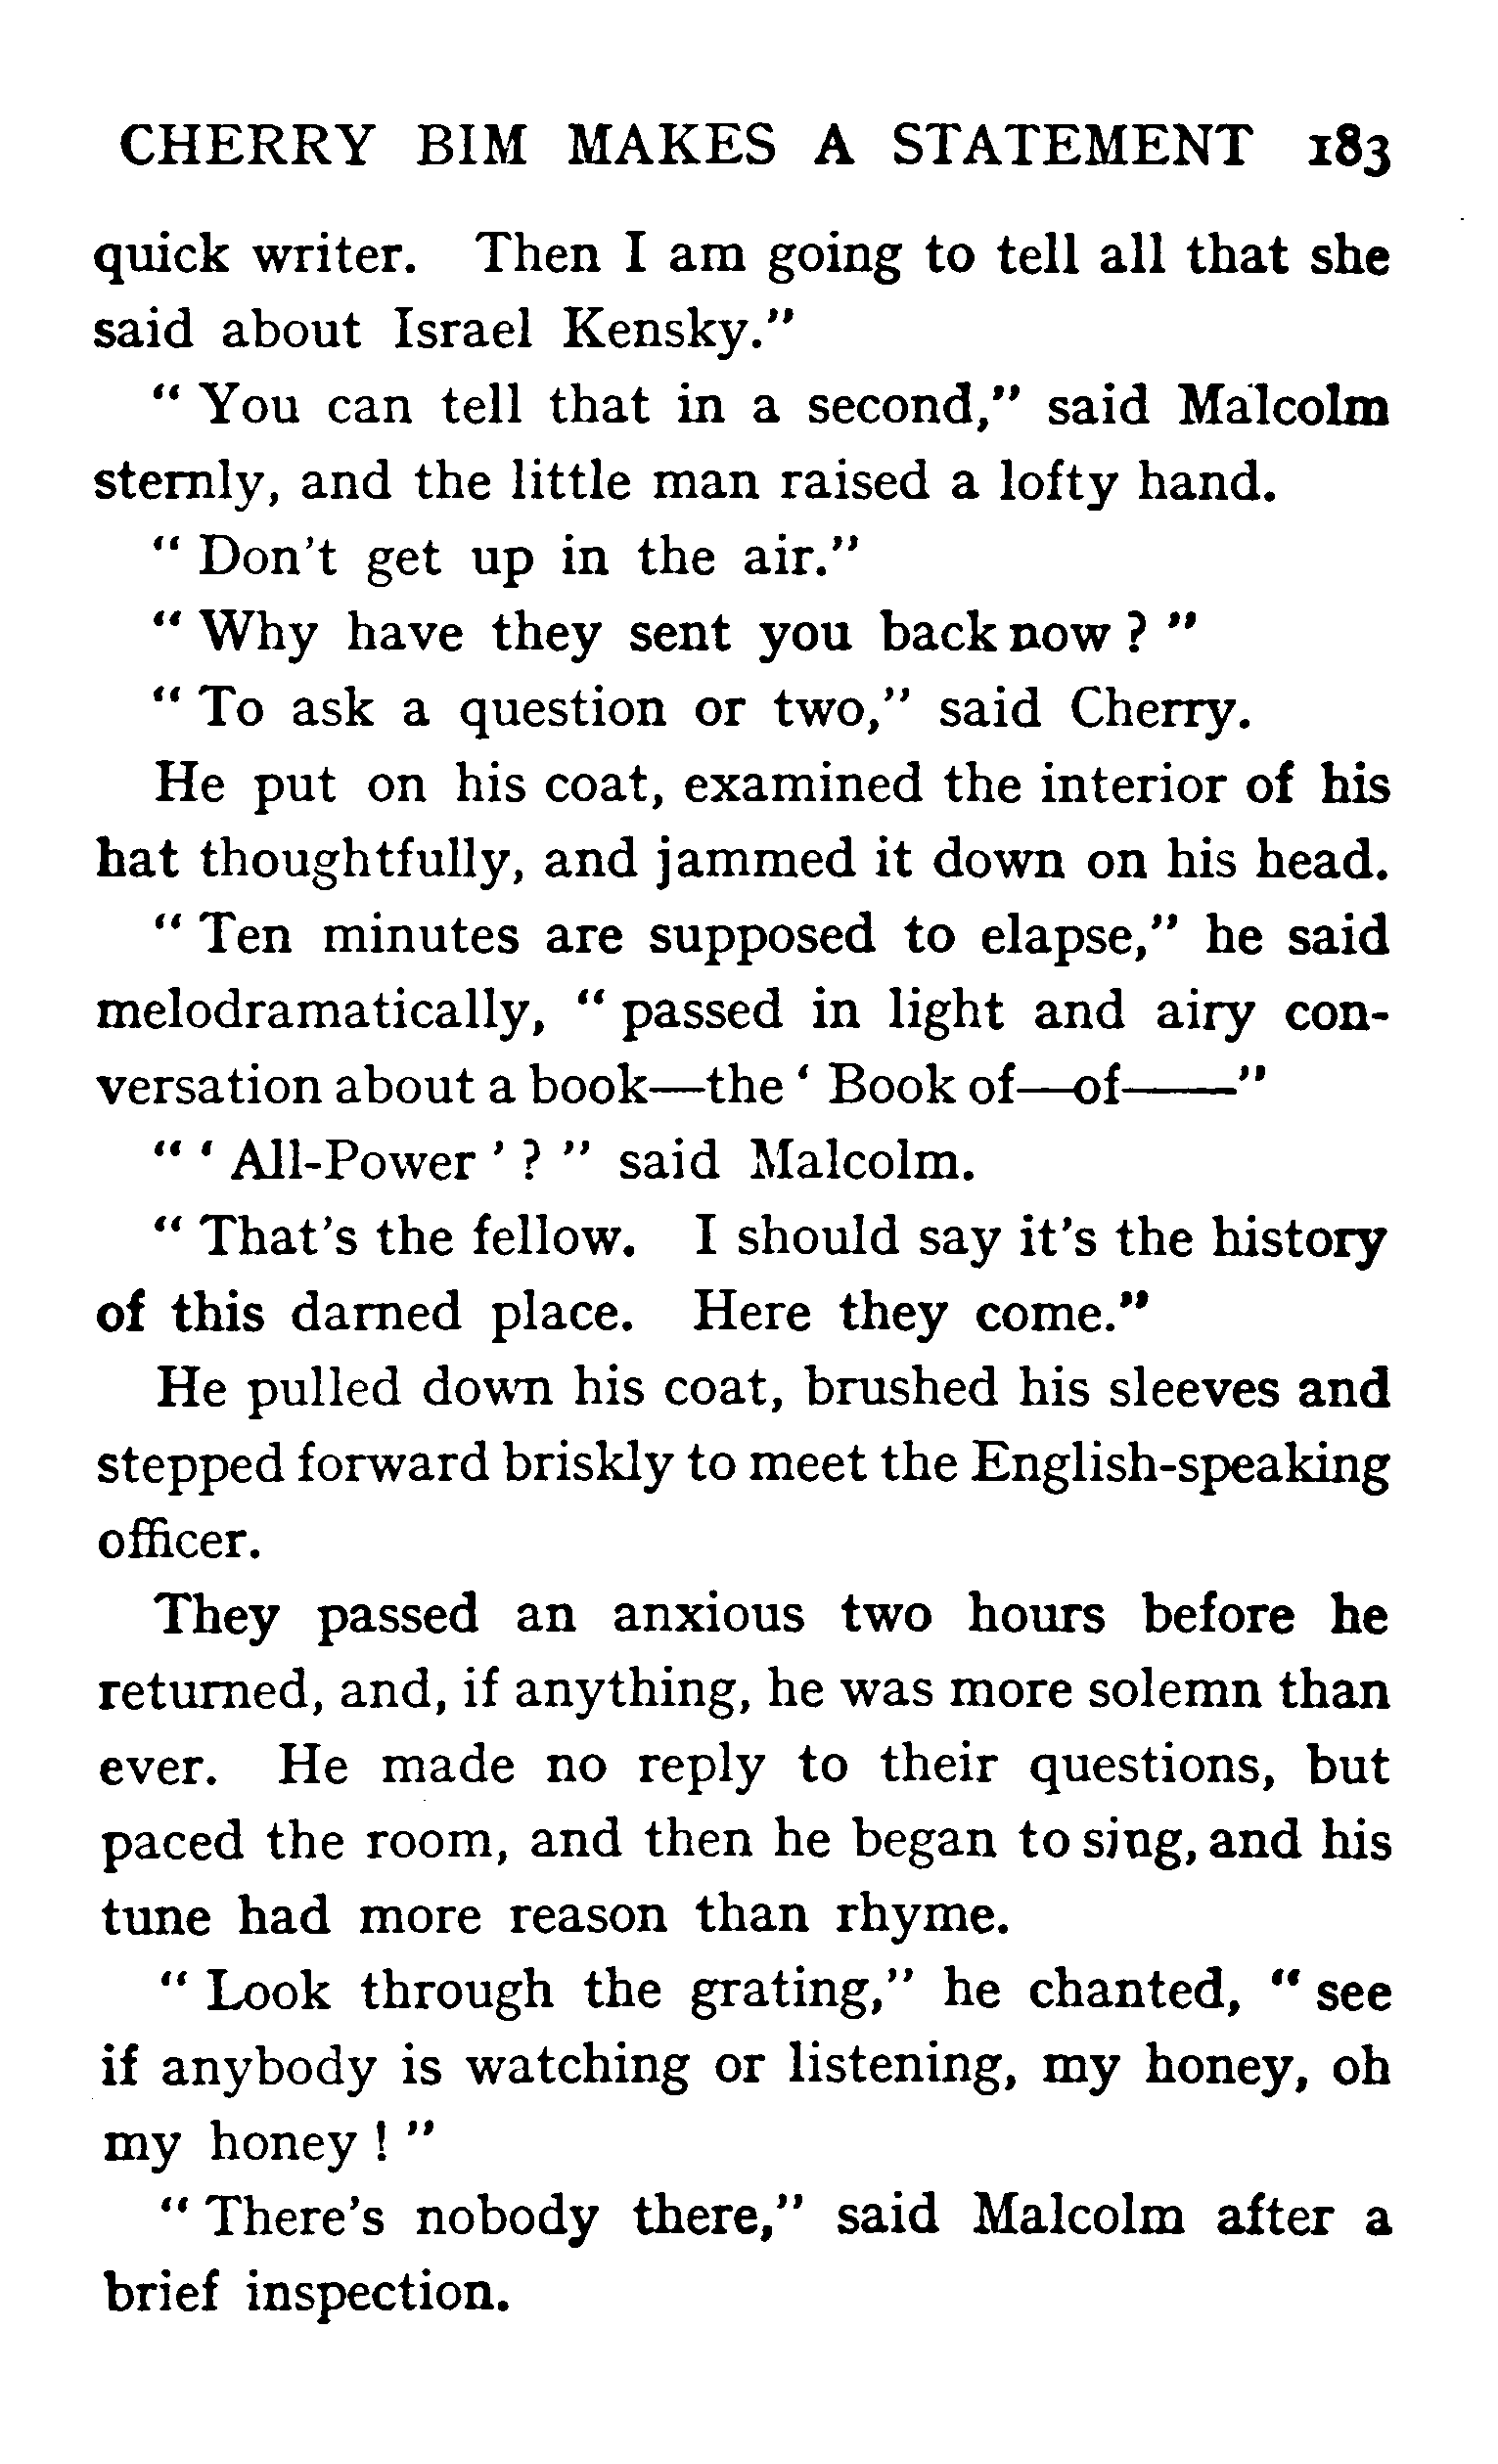 CHERRY BIM MAKES A STATEMENT 183
quick writer. Then I am going to tell all that she
said about Israel Kensky."
" You can tell that in a second," said Malcolm
sternly, and the little man raised a lofty hand.
" Don't get up in the air."
" Why have they sent you back now ? "
" To ask a question or two," said Cherry.
He put on his coat, examined the interior of his
hat thoughtfully, and jammed it down on his head.
" Ten minutes are supposed to elapse," he said
melodramatically, " passed in light and airy con-
versation about a book—the ' Book of—of——"
" ' All-Power ' ? " said Malcolm.
" That's the fellow. I should say it's the history
of this darned place. Here they come."
He pulled down his coat, brushed his sleeves and
stepped forward briskly to meet the English-speaking
officer.
They passed an anxious two hours before he
returned, and, if anything, he was more solemn than
ever. He made no reply to their questions, but
paced the room, and then he began to sing, and his
tune had more reason than rhyme.
" Look through the grating," he chanted, " see
if anybody is watching or listening, my honey, oh
my honey ! "
" There's nobody there," said Malcolm after a
brief inspection.